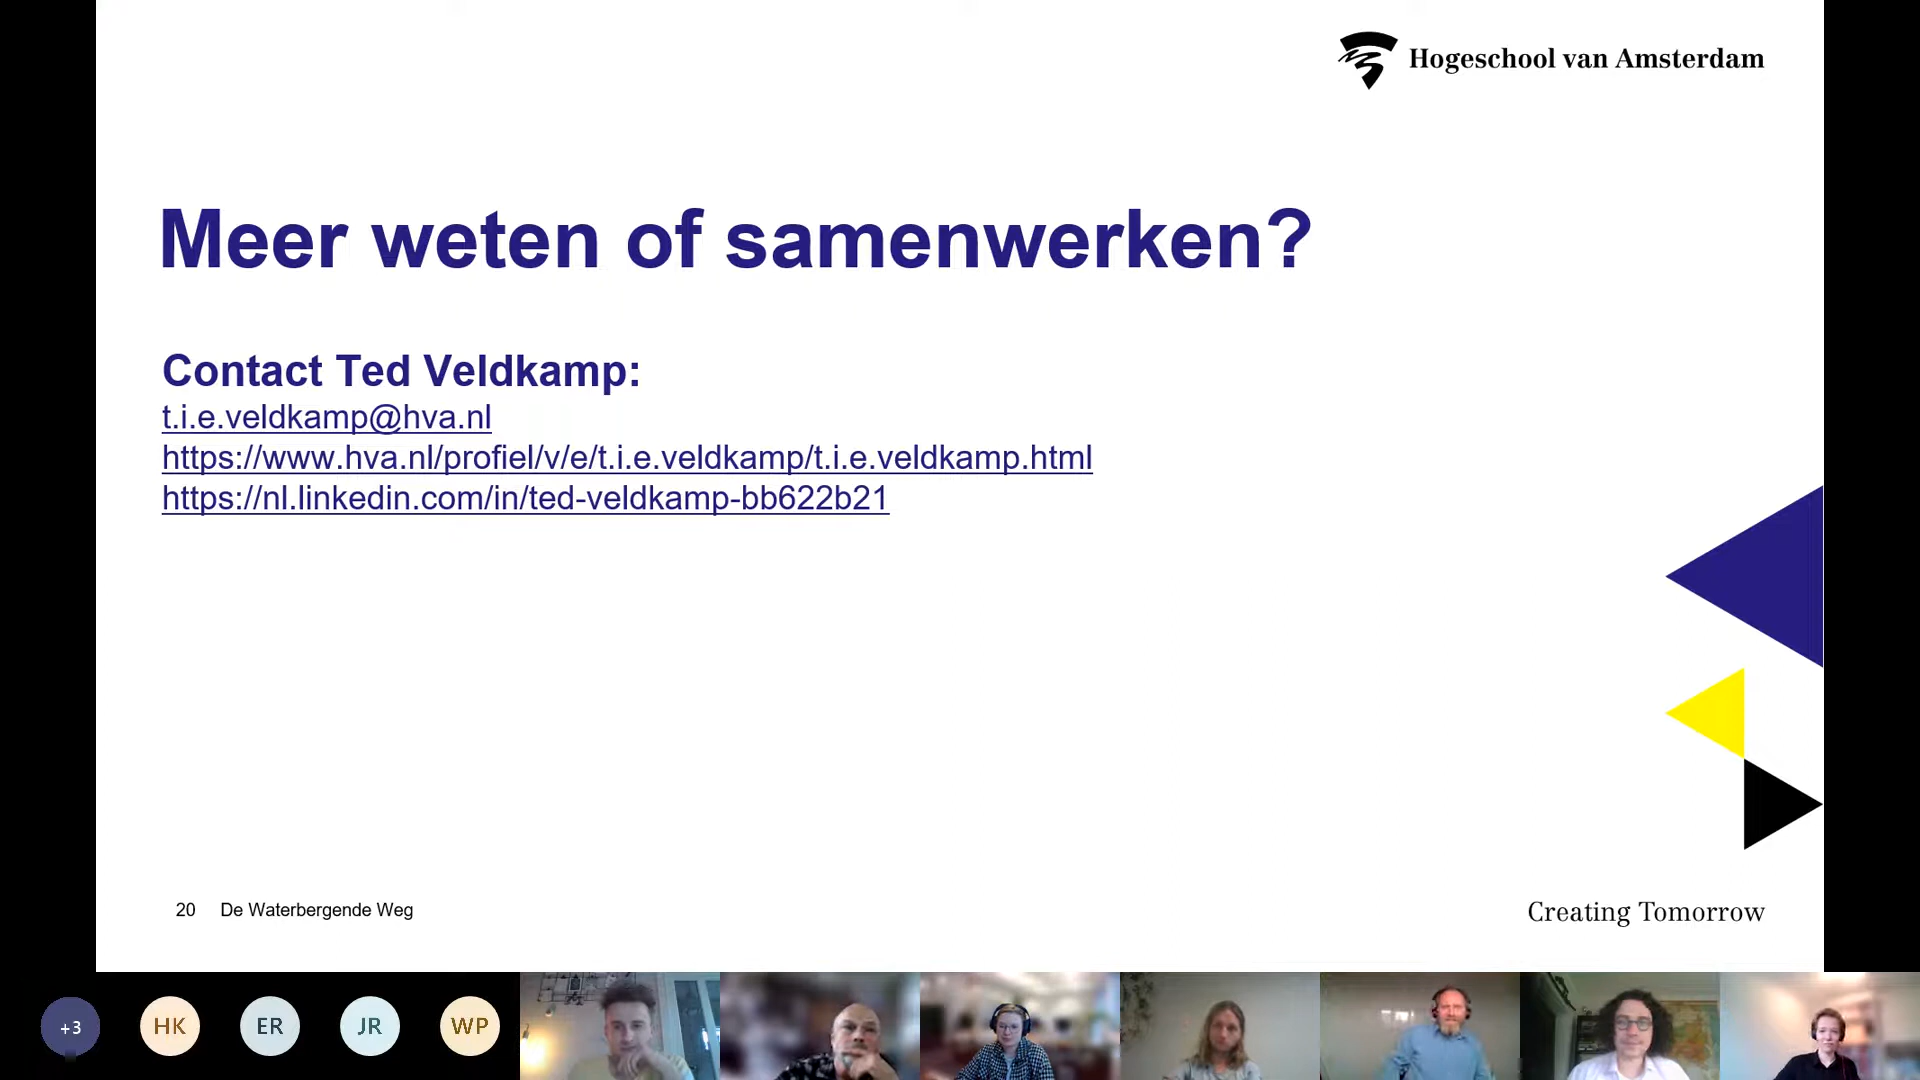 Hogeschool van Amsterdam
Meer weten of samenwerken?
Contact Ted Veldkamp:
t.i.e.veldkamp@hva.nl
https://www.hva.nl/profiel/v/e/t.i.e.veldkamp/t.i.e.veldkamp.html
https://nl.linkedin.com/in/ted-veldkamp-bb622b21
20 De Waterbergende Weg
Creating Tomorrow
+3 HK ER JR WP